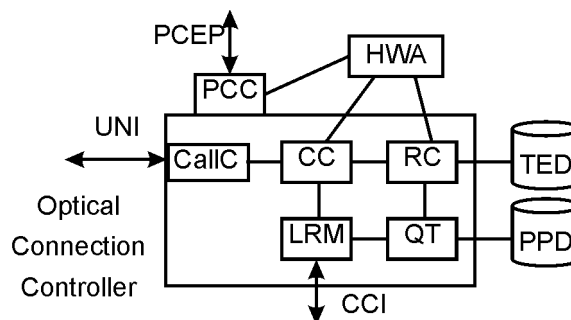 PCEP
HWA
PCC
UNI
CallC
CC
RC
TED
Optical
Connection
Controller
LRM
QT
PPD
CCI